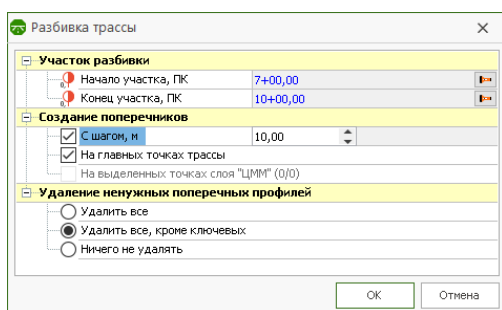 Разбивка трассы
Участок разбивки
Начало участка, ПК 7+00,00
Конец участка, ПК 10+00,00
Создание поперечников
С шагом, м 10,00
На главных точках трассы
На выделенных точках слоя "ЦММ" (0/0)
Удаление ненужных поперечных профилей
Удалить все
Удалить все, кроме ключевых
Ничего не удалять
ОК Отмена